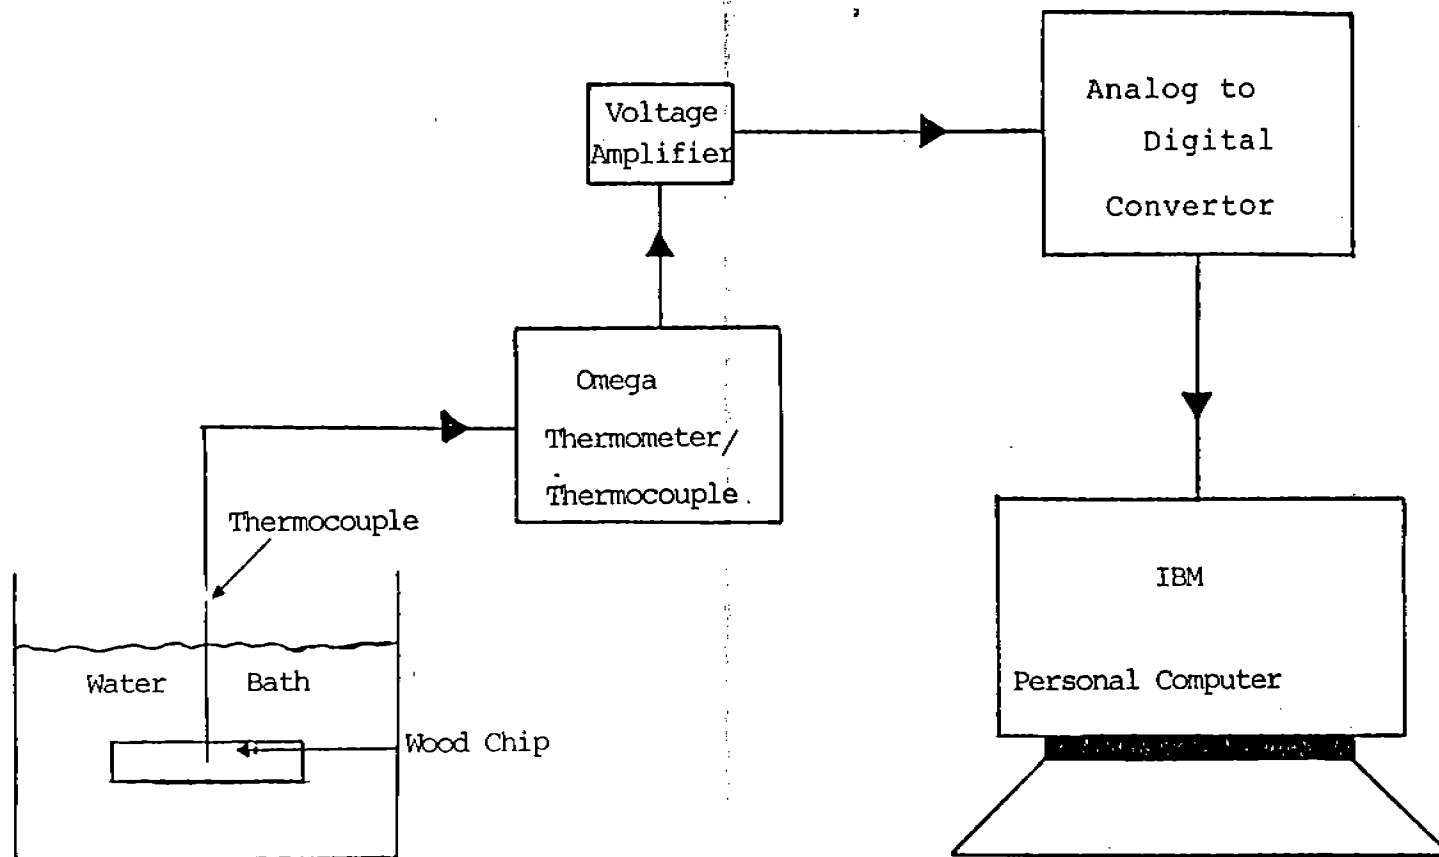 Voltage
Amplifier
Analog to
Digital
Convertor
Omega
Thermometer/
Thermocouple
Thermocouple
Water Bath
Wood Chip
IBM
Personal Computer